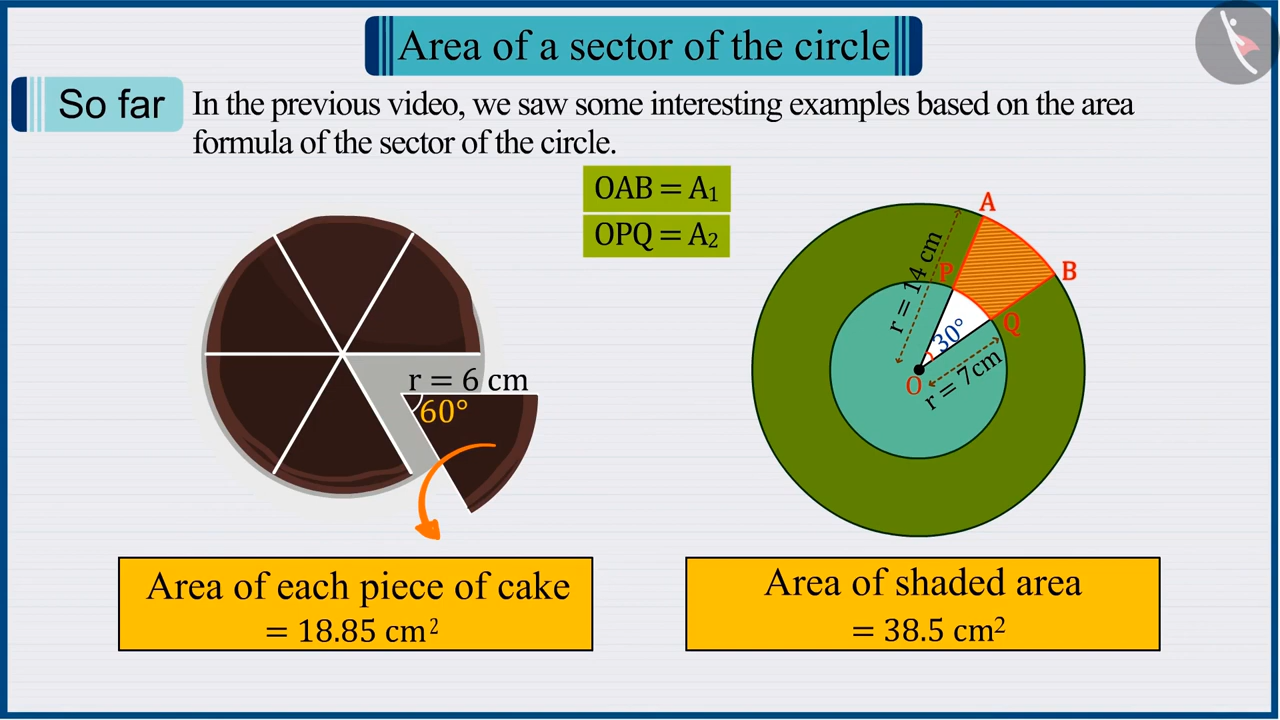 Area of a sector of the circle
So far
In the previous video, we saw some interesting examples based on the area
formula of the sector of the circle.
OAB = A₁
OPQ = A₂
r = 6 cm
60°
A
B
P
Q
O
r = 14 cm
30°
r = 7cm
Area of each piece of cake
= 18.85 cm²
Area of shaded area
= 38.5 cm²